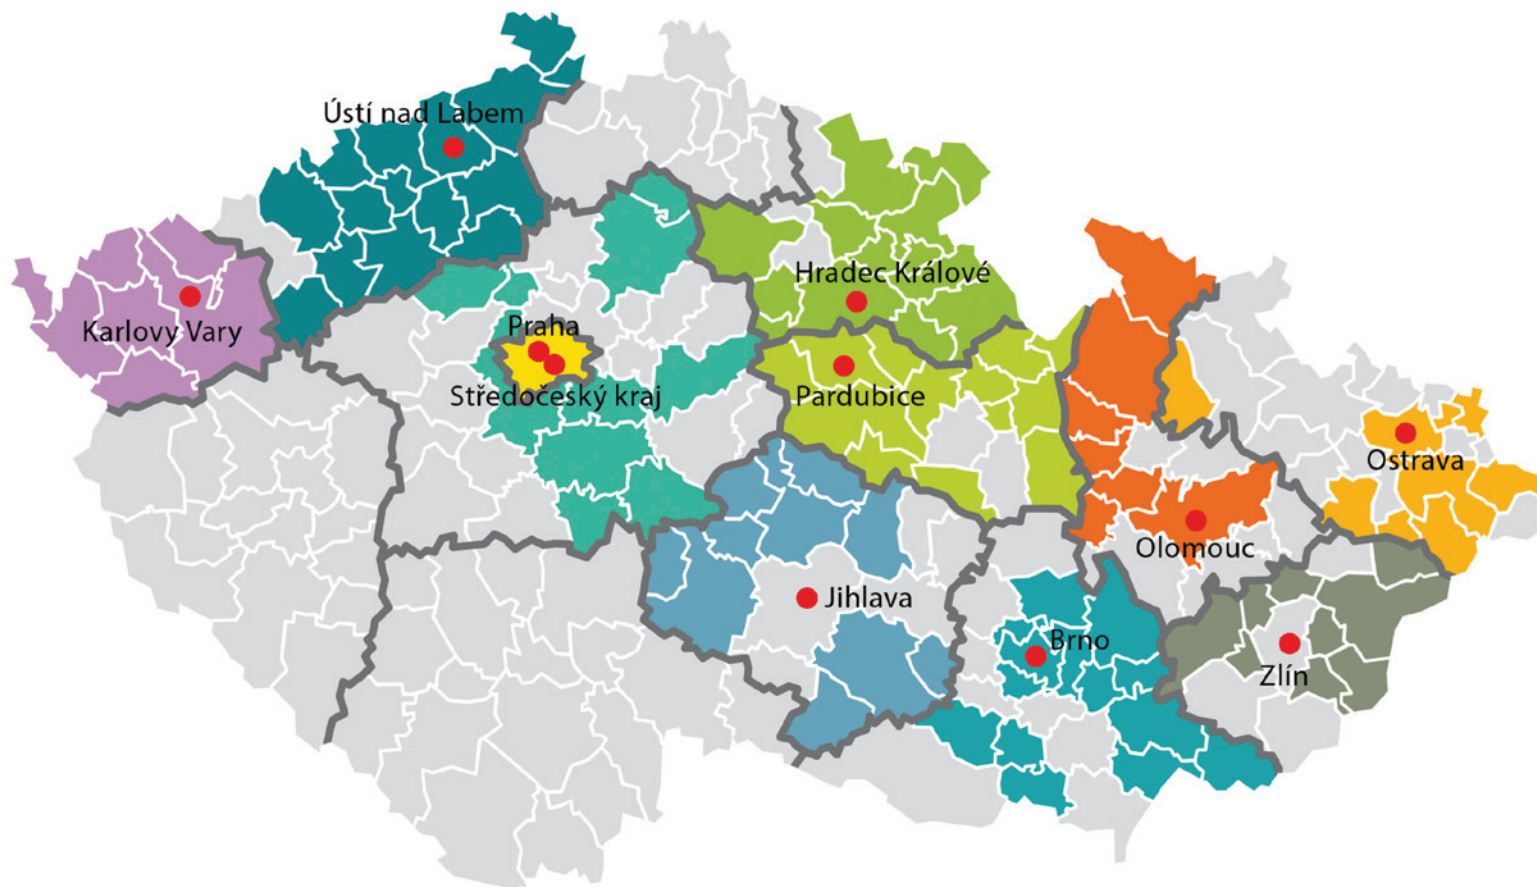 Ústí nad Labem
Hradec Králové
Karlovy Vary
Praha
Středočeský kraj
Pardubice
Ostrava
Olomouc
Jihlava
Brno
Zlín